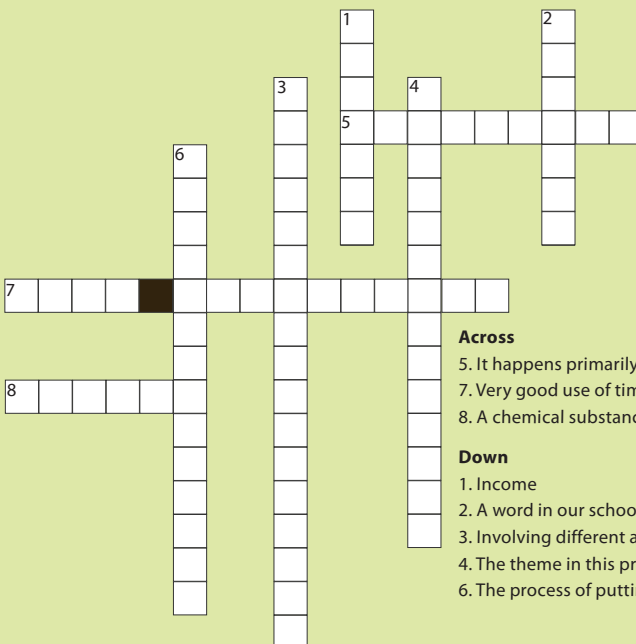 1 2
3 4
5
6
7
Across
5. It happens primarily
7. Very good use of tim
8
8. A chemical substanc
Down
1. Income
2. A word in our schoo
3. Involving different a
4. The theme in this pr
6. The process of putti